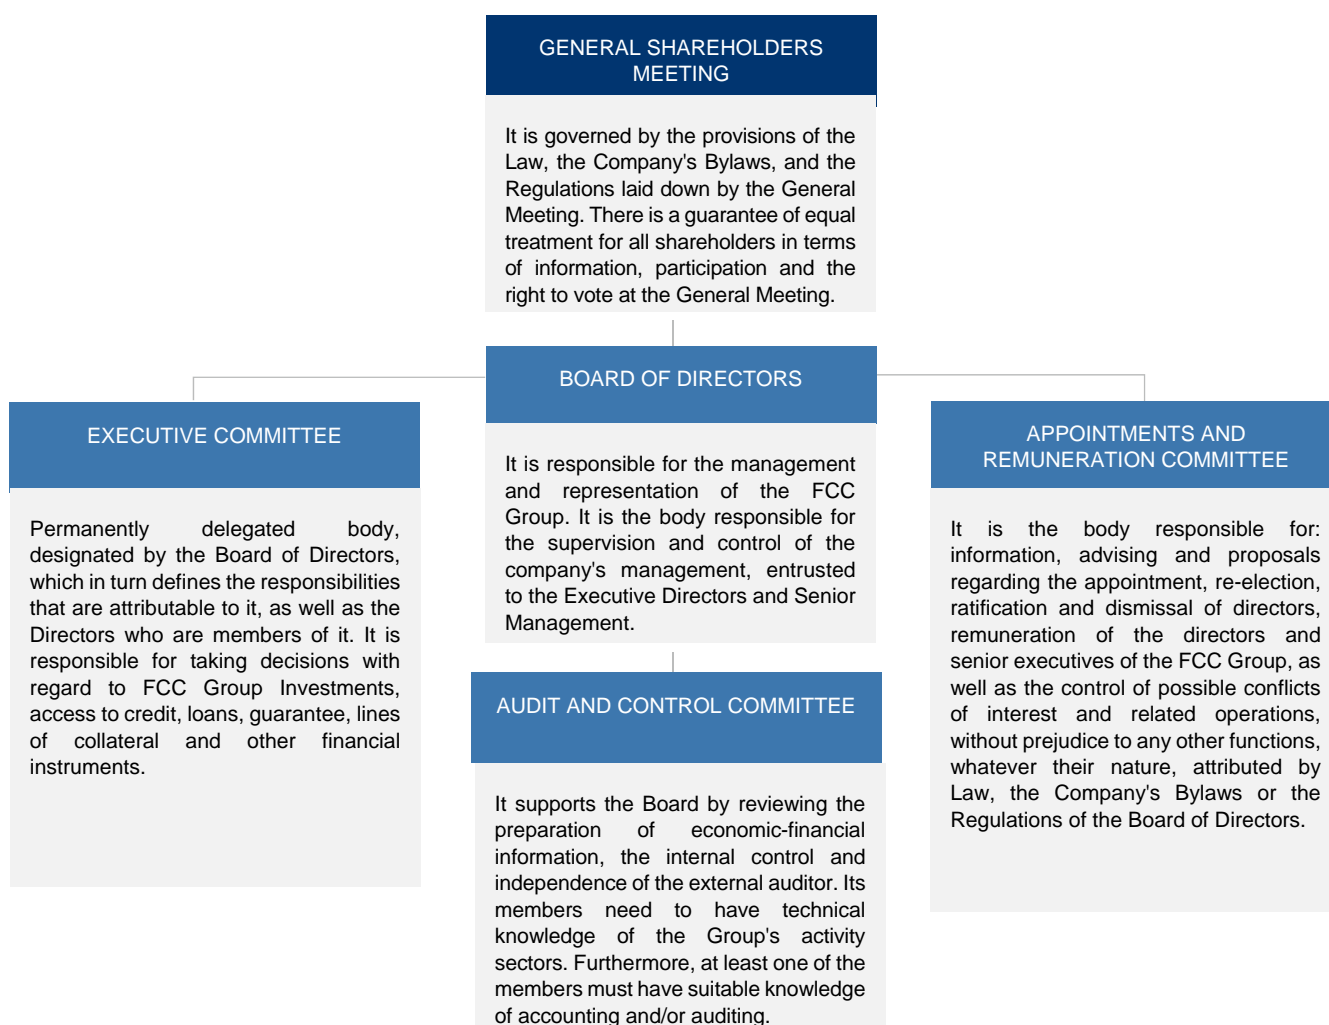 GENERAL SHAREHOLDERS
MEETING
It is governed by the provisions of the
Law, the Company's Bylaws, and the
Regulations laid down by the General
Meeting. There is a guarantee of equal
treatment for all shareholders in terms
of information, participation and the
right to vote at the General Meeting.
BOARD OF DIRECTORS
It is responsible for the management
and representation of the FCC
Group. It is the body responsible for
the supervision and control of the
company's management, entrusted
to the Executive Directors and Senior
Management.
EXECUTIVE COMMITTEE
Permanently delegated body,
designated by the Board of Directors,
which in turn defines the responsibilities
that are attributable to it, as well as the
Directors who are members of it. It is
responsible for taking decisions with
regard to FCC Group Investments,
access to credit, loans, guarantee, lines
of collateral and other financial
instruments.
APPOINTMENTS AND
REMUNERATION COMMITTEE
It is the body responsible for:
information, advising and proposals
regarding the appointment, re-election,
ratification and dismissal of directors,
remuneration of the directors and
senior executives of the FCC Group, as
well as the control of possible conflicts
of interest and related operations,
without prejudice to any other functions,
whatever their nature, attributed by
Law, the Company's Bylaws or the
Regulations of the Board of Directors.
AUDIT AND CONTROL COMMITTEE
It supports the Board by reviewing the
preparation of economic-financial
information, the internal control and
independence of the external auditor. Its
members need to have technical
knowledge of the Group's activity
sectors. Furthermore, at least one of the
members must have suitable knowledge
of accounting and/or auditing.